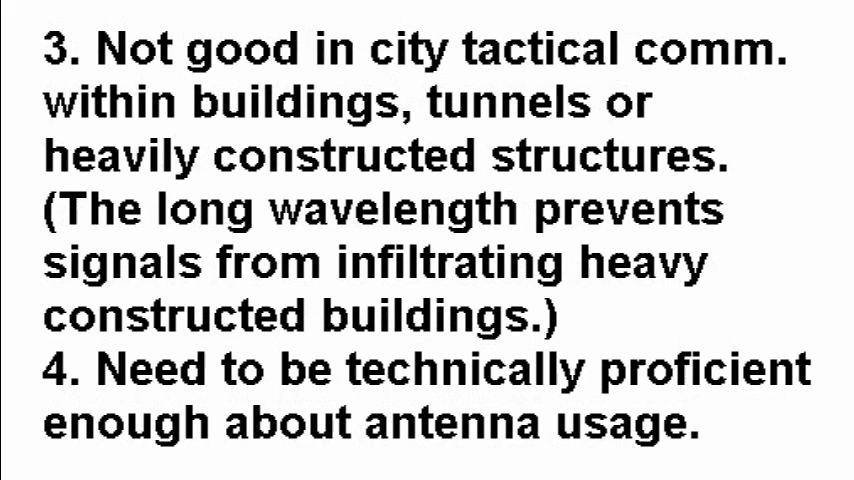 3. Not good in city tactical comm.
within buildings, tunnels or
heavily constructed structures.
(The long wavelength prevents
signals from infiltrating heavy
constructed buildings.)
4. Need to be technically proficient
enough about antenna usage.